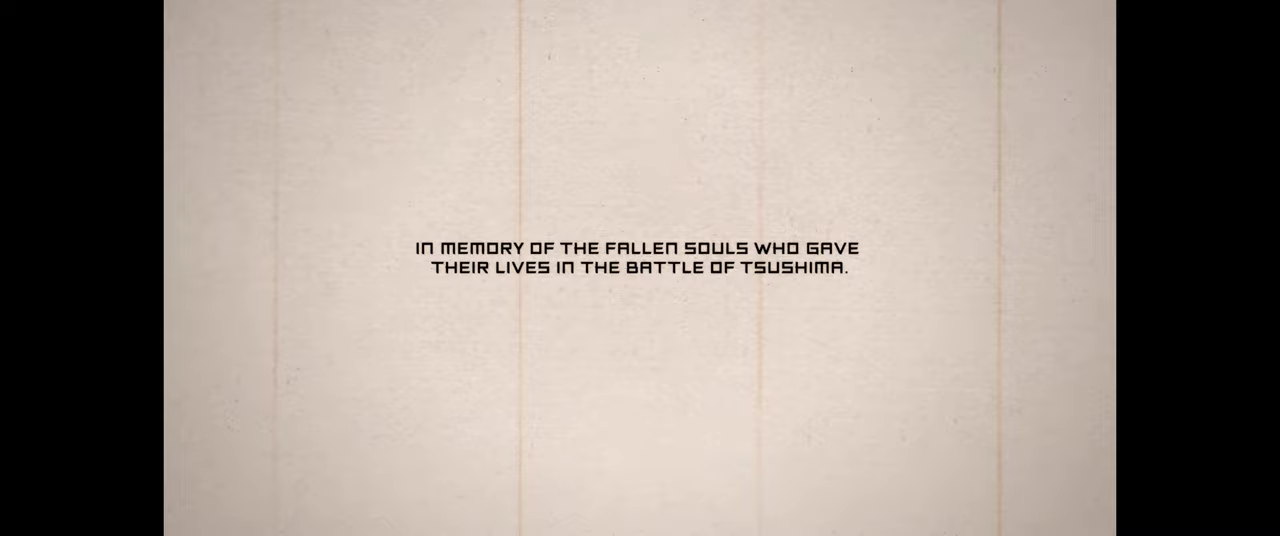 IN MEMORY OF THE FALLEN SOULS WHO GAVE
THEIR LIVES IN THE BATTLE OF TSUSHIMA.